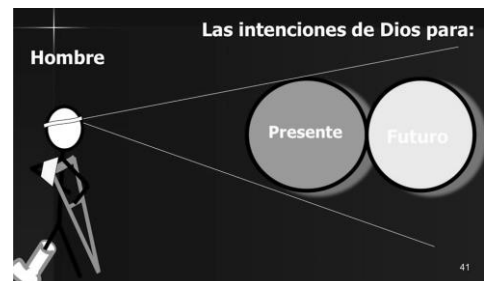 Las intenciones de Dios para:
Hombre
Presente
Futuro
41